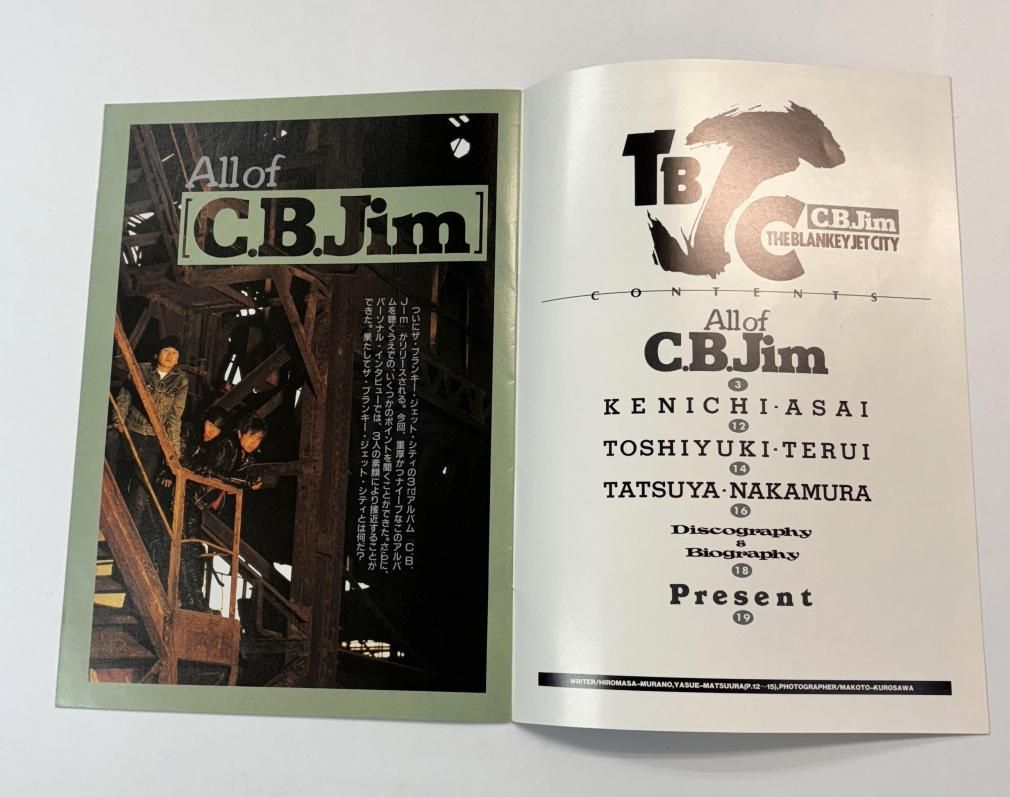 All of
[C.B.Jim]
ついにザ・ブランキー・ジェット・シティの3rdアルバム『C.B.
Jim』がリリースされる。今回、重厚かつナイーブなこのアルバ
ムを聴くうえでの、いくつかのポイントを聞くことができた。さらに、
パーソナル・インタビューでは、3人の素顔により接近することが
できた。果たしてザ・ブランキー・ジェット・シティとは何だ?
TB
JC
C.B.Jim
THE BLANKEY JET CITY
CONTENTS
All of
C.B.Jim
3
KENICHI·ASAI
12
TOSHIYUKI·TERUI
14
TATSUYA·NAKAMURA
16
Discography
&
Biography
18
Present
19
WRITER/HIROMASA-MURANO,YASUE-MATSUURA(P.12~15),PHOTOGRAPHER/MAKOTO-KUROSAWA